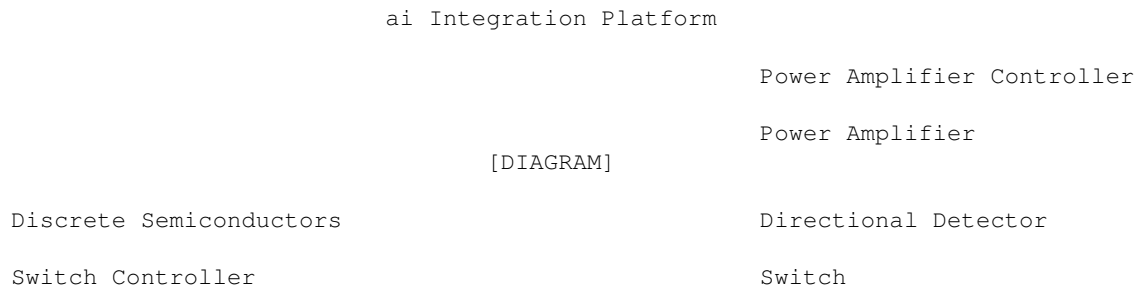 ai Integration Platform
Power Amplifier Controller
Power Amplifier
[DIAGRAM]
Discrete Semiconductors
Directional Detector
Switch Controller
Switch